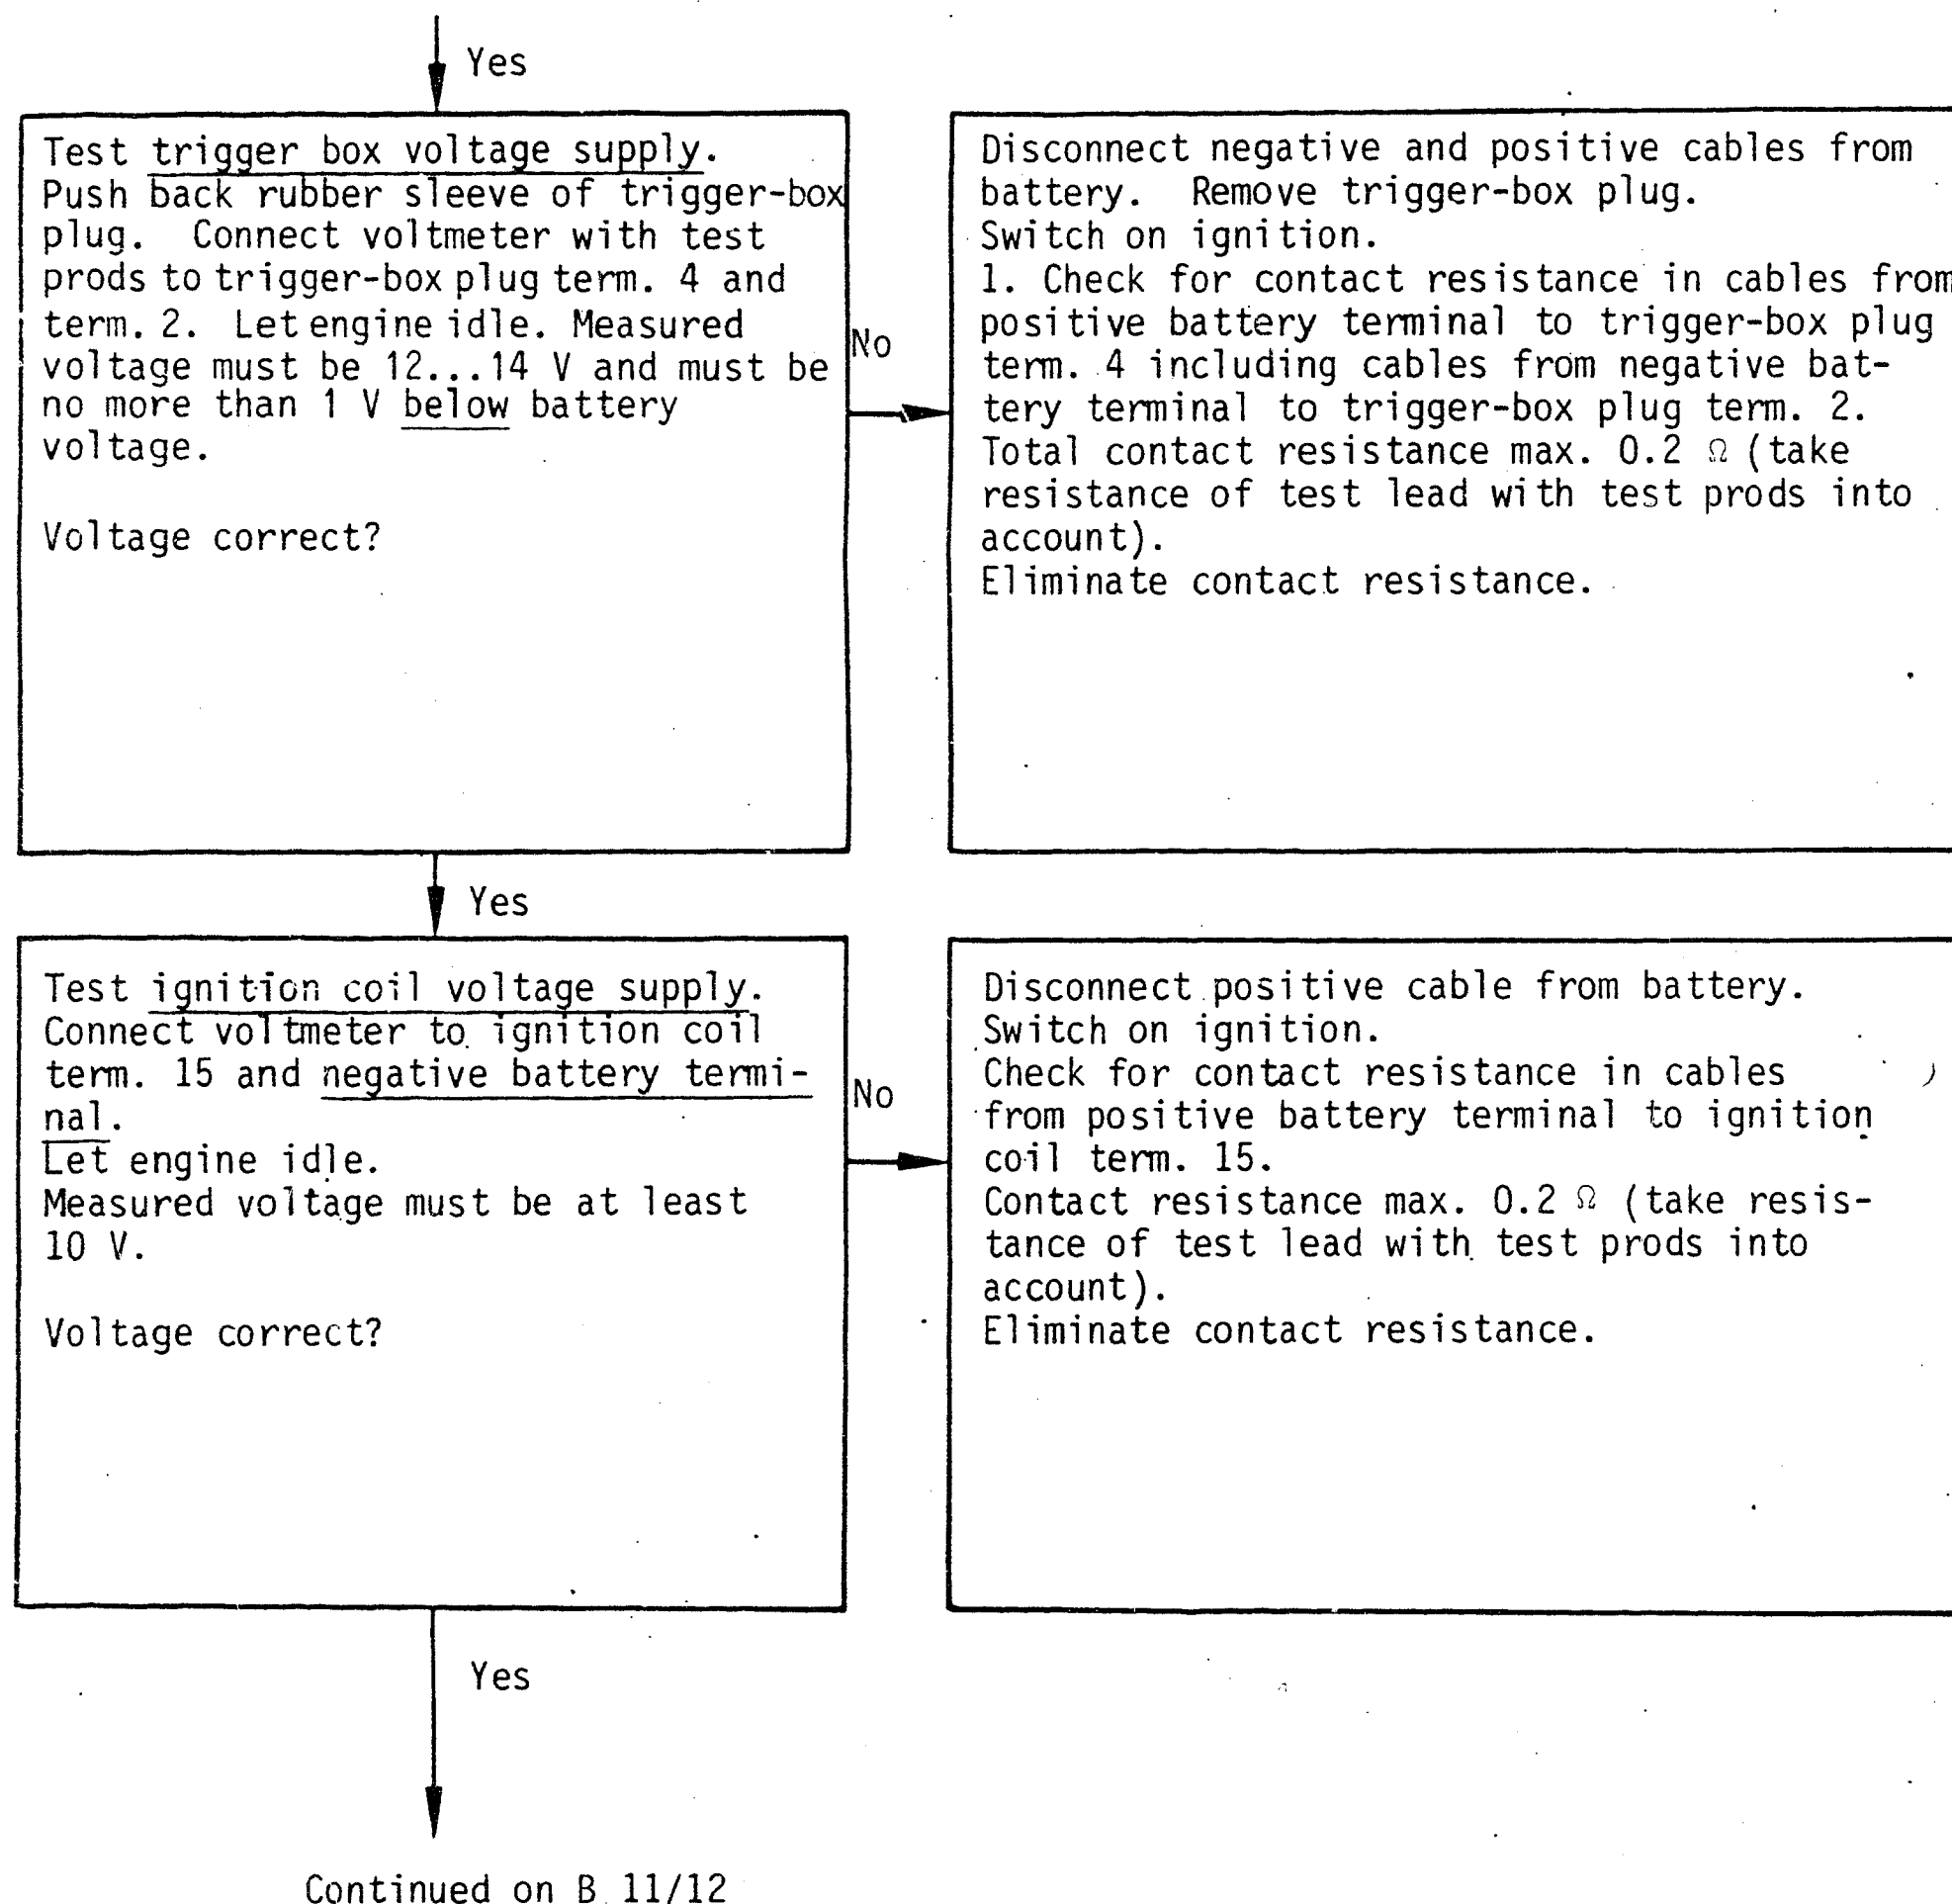 Yes
Test trigger box voltage supply.
Push back rubber sleeve of trigger-box
plug. Connect voltmeter with test
prods to trigger-box plug term. 4 and
term. 2. Let engine idle. Measured
voltage must be 12...14 V and must be
no more than 1 V below battery
voltage.
Voltage correct?
No
Disconnect negative and positive cables from
battery. Remove trigger-box plug.
Switch on ignition.
1. Check for contact resistance in cables from
positive battery terminal to trigger-box plug
term. 4 including cables from negative bat-
tery terminal to trigger-box plug term. 2.
Total contact resistance max. 0.2 Ω (take
resistance of test lead with test prods into
account).
Eliminate contact resistance.
Yes
Test ignition coil voltage supply.
Connect voltmeter to ignition coil
term. 15 and negative battery termi-
nal.
Let engine idle.
Measured voltage must be at least
10 V.
Voltage correct?
No
Disconnect positive cable from battery.
Switch on ignition.
Check for contact resistance in cables
from positive battery terminal to ignition
coil term. 15.
Contact resistance max. 0.2 Ω (take resis-
tance of test lead with test prods into
account).
Eliminate contact resistance.
Yes
Continued on B 11/12